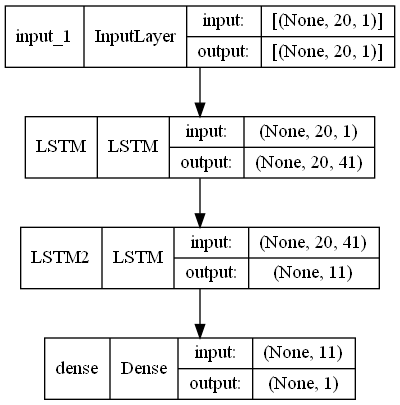 input_1 InputLayer input: [(None, 20, 1)]
output: [(None, 20, 1)]
LSTM LSTM input: (None, 20, 1)
output: (None, 20, 41)
LSTM2 LSTM input: (None, 20, 41)
output: (None, 11)
dense Dense input: (None, 11)
output: (None, 1)